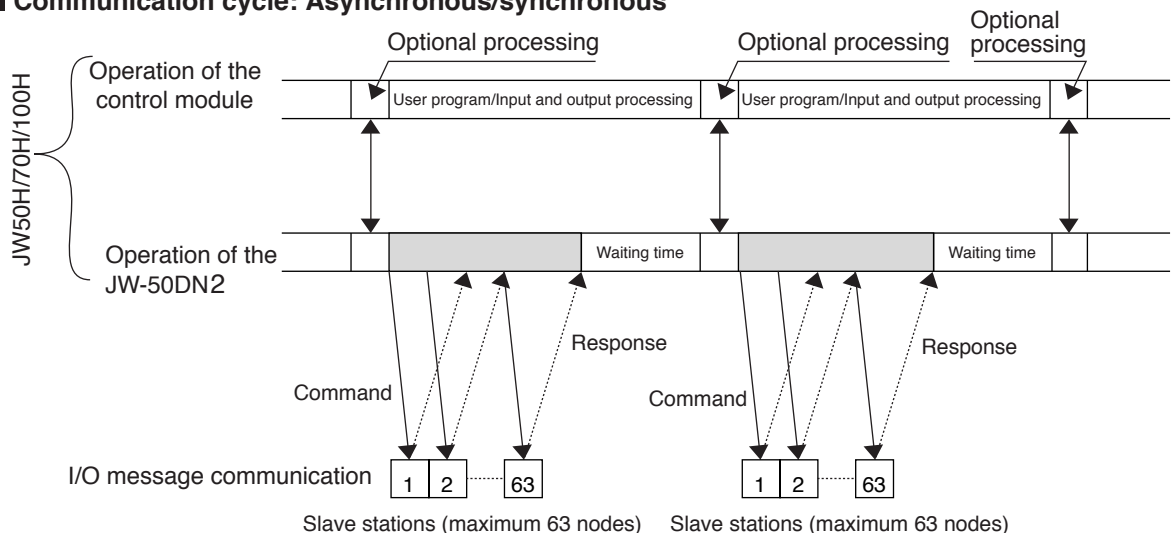 Communication cycle: Asynchronous/synchronous
Optional processing
Optional processing
Optional
processing
JW50H/70H/100H
Operation of the
control module
User program/Input and output processing
User program/Input and output processing
Operation of the
JW-50DN2
Waiting time
Waiting time
Response
Response
Command
Command
I/O message communication
1
2
63
1
2
63
Slave stations (maximum 63 nodes)
Slave stations (maximum 63 nodes)